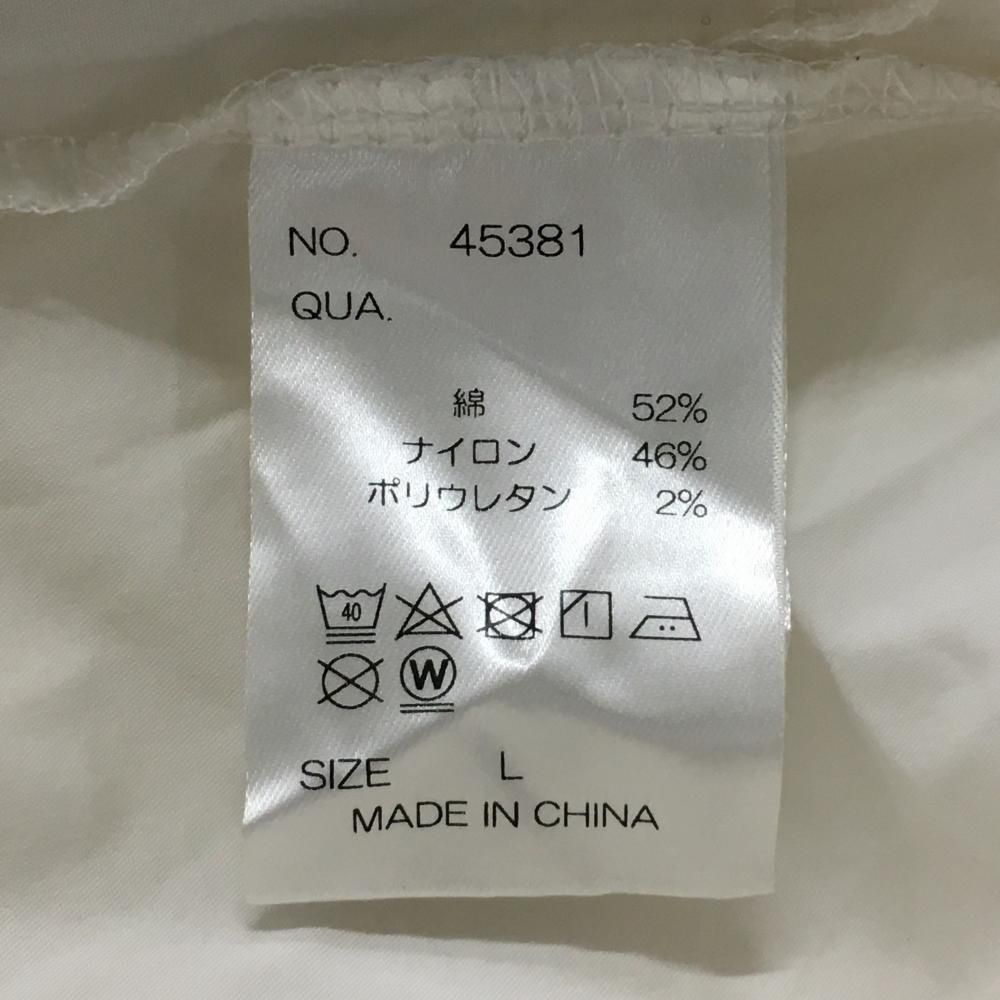 NO. 45381
QUA.
綿 52%
ナイロン 46%
ポリウレタン 2%
40
W
SIZE L
MADE IN CHINA